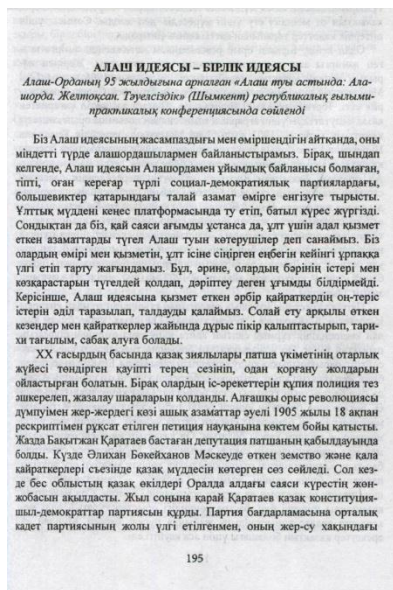 АЛАШ ИДЕЯСЫ – БІРЛІК ИДЕЯСЫ
Алаш-Орданың 95 жылдығына арналған «Алаш туы астында: Ала-
шорда. Желтоқсан. Тәуелсіздік» (Шымкент) республикалық ғылыми-
практикалық конференциясында сөйленді
Біз Алаш идеясының жасампаздығы мен өміршеңдігін айтқанда, оны
міндетті түрде алашордашылармен байланыстырамыз. Бірақ, шындап
келгенде, Алаш идеясын Алашордамен ұйымдық байланысы болмаған,
тіпті, оған кереғар түрлі социал-демократиялық партиялардағы,
большевиктер қатарындағы талай азамат өмірге енгізуге тырысты.
Ұлттық мүддені кеңес платформасында ту етіп, батыл күрес жүргізді.
Сондықтан да біз, қай саяси ағымды ұстанса да, ұлт үшін адал қызмет
еткен азаматтарды түгел Алаш туын көтерушілер деп санаймыз. Біз
олардың өмірі мен қызметін, ұлт ісіне сіңірген еңбегін кейінгі ұрпаққа
үлгі етіп тарту жағындамыз. Бұл, әрине, олардың бәрінің істері мен
көзқарастарын түгелдей қолдап, дәріптеу деген ұғымды білдірмейді.
Керісінше, Алаш идеясына қызмет еткен әрбір қайраткердің оң-теріс
істерін әділ таразылап, талдауды қалаймыз. Солай ету арқылы өткен
кезеңдер мен қайраткерлер жайында дұрыс пікір қалыптастырып, тари-
хи тағылым, сабақ алуға болады.
ХХ ғасырдың басында қазақ зиялылары патша үкіметінің отарлық
жүйесі төндірген қауіпті терең сезініп, одан қорғану жолдарын
ойластырған болатын. Бірақ олардың іс-әрекеттерін құпия полиция тез
әшкерелеп, жазалау шараларын қолданды. Алғашқы орыс революциясы
дүмпуімен жер-жердегі көзі ашық азаматтар әуелі 1905 жылы 18 ақпан
рескриптімен рұқсат етілген петиция науқанына көктем бойы қатысты.
Жазда Бақытжан Қаратаев бастаған депутация патшаның қабылдауында
болды. Күзде Әлихан Бөкейханов Мәскеуде өткен земство және қала
қайраткерлері съезінде қазақ мүддесін көтерген сөз сөйледі. Сол кез-
де бес облыстың қазақ өкілдері Оралда алдағы саяси күрестің жөн-
жобасын ақылдасты. Жыл соңына қарай Қаратаев қазақ конституция-
шыл-демократтар партиясын құрды. Партия бағдарламасына орталық
кадет партиясының жолы үлгі етілгенмен, оның жер-су хақындағы
195